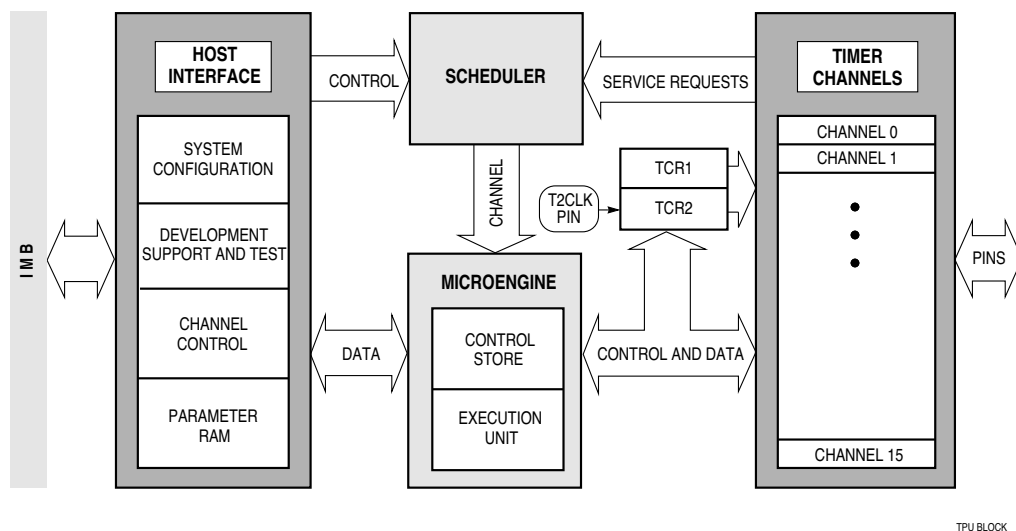 HOST
INTERFACE
SYSTEM
CONFIGURATION
DEVELOPMENT
SUPPORT AND TEST
CHANNEL
CONTROL
PARAMETER
RAM
IMB
CONTROL
SCHEDULER
SERVICE REQUESTS
CHANNEL
T2CLK
PIN
TCR1
TCR2
MICROENGINE
CONTROL
STORE
EXECUTION
UNIT
DATA
CONTROL AND DATA
TIMER
CHANNELS
CHANNEL 0
CHANNEL 1
CHANNEL 15
PINS
TPU BLOCK